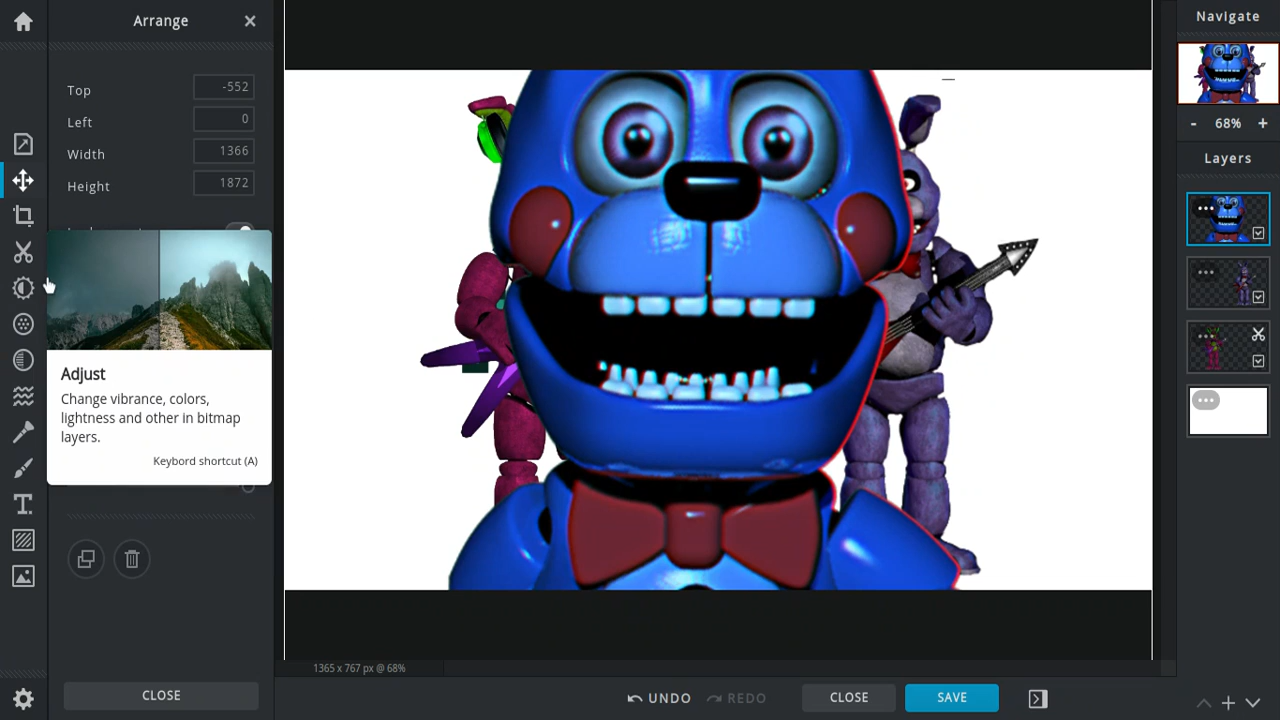 Arrange
Top -552
Left 0
Width 1366
Height 1872
Adjust
Change vibrance, colors,
lightness and other in bitmap
layers.
Keybord shortcut (A)
CLOSE
1365 x 767 px @ 68%
UNDO
REDO
CLOSE
SAVE
Navigate
- 68% +
Layers